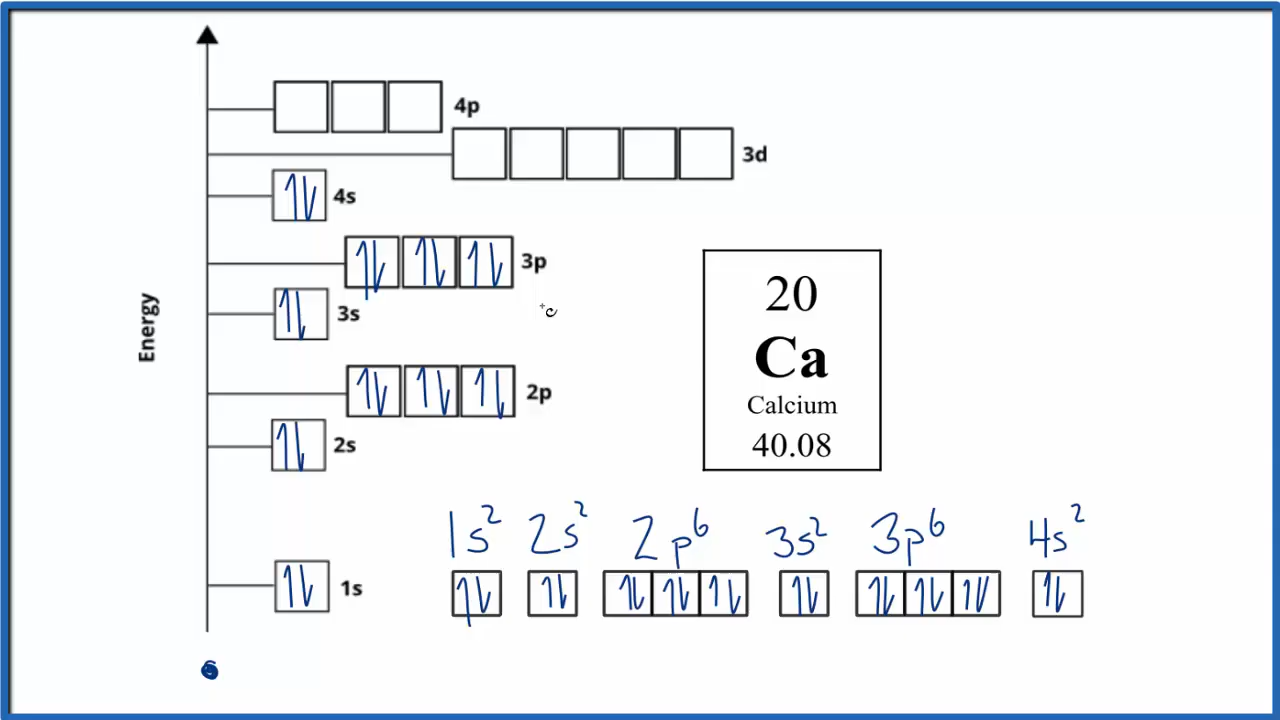 4p
3d
4s
3p
3s
2p
2s
1s
Energy
20
Ca
Calcium
40.08
1s² 2s² 2p⁶ 3s² 3p⁶ 4s²